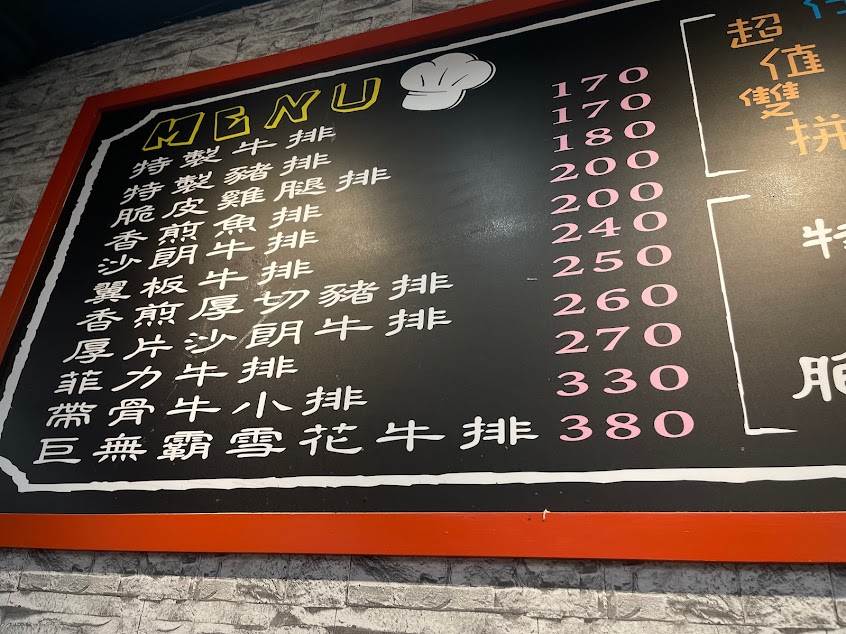 MENU
特製牛排 170
特製豬排 170
脆皮雞腿排 180
香煎魚排 200
沙朗牛排 200
翼板牛排 240
香煎厚切豬排 250
厚片沙朗牛排 260
菲力牛排 270
帶骨牛小排 330
巨無霸雪花牛排 380
超值雙拼
特
脆